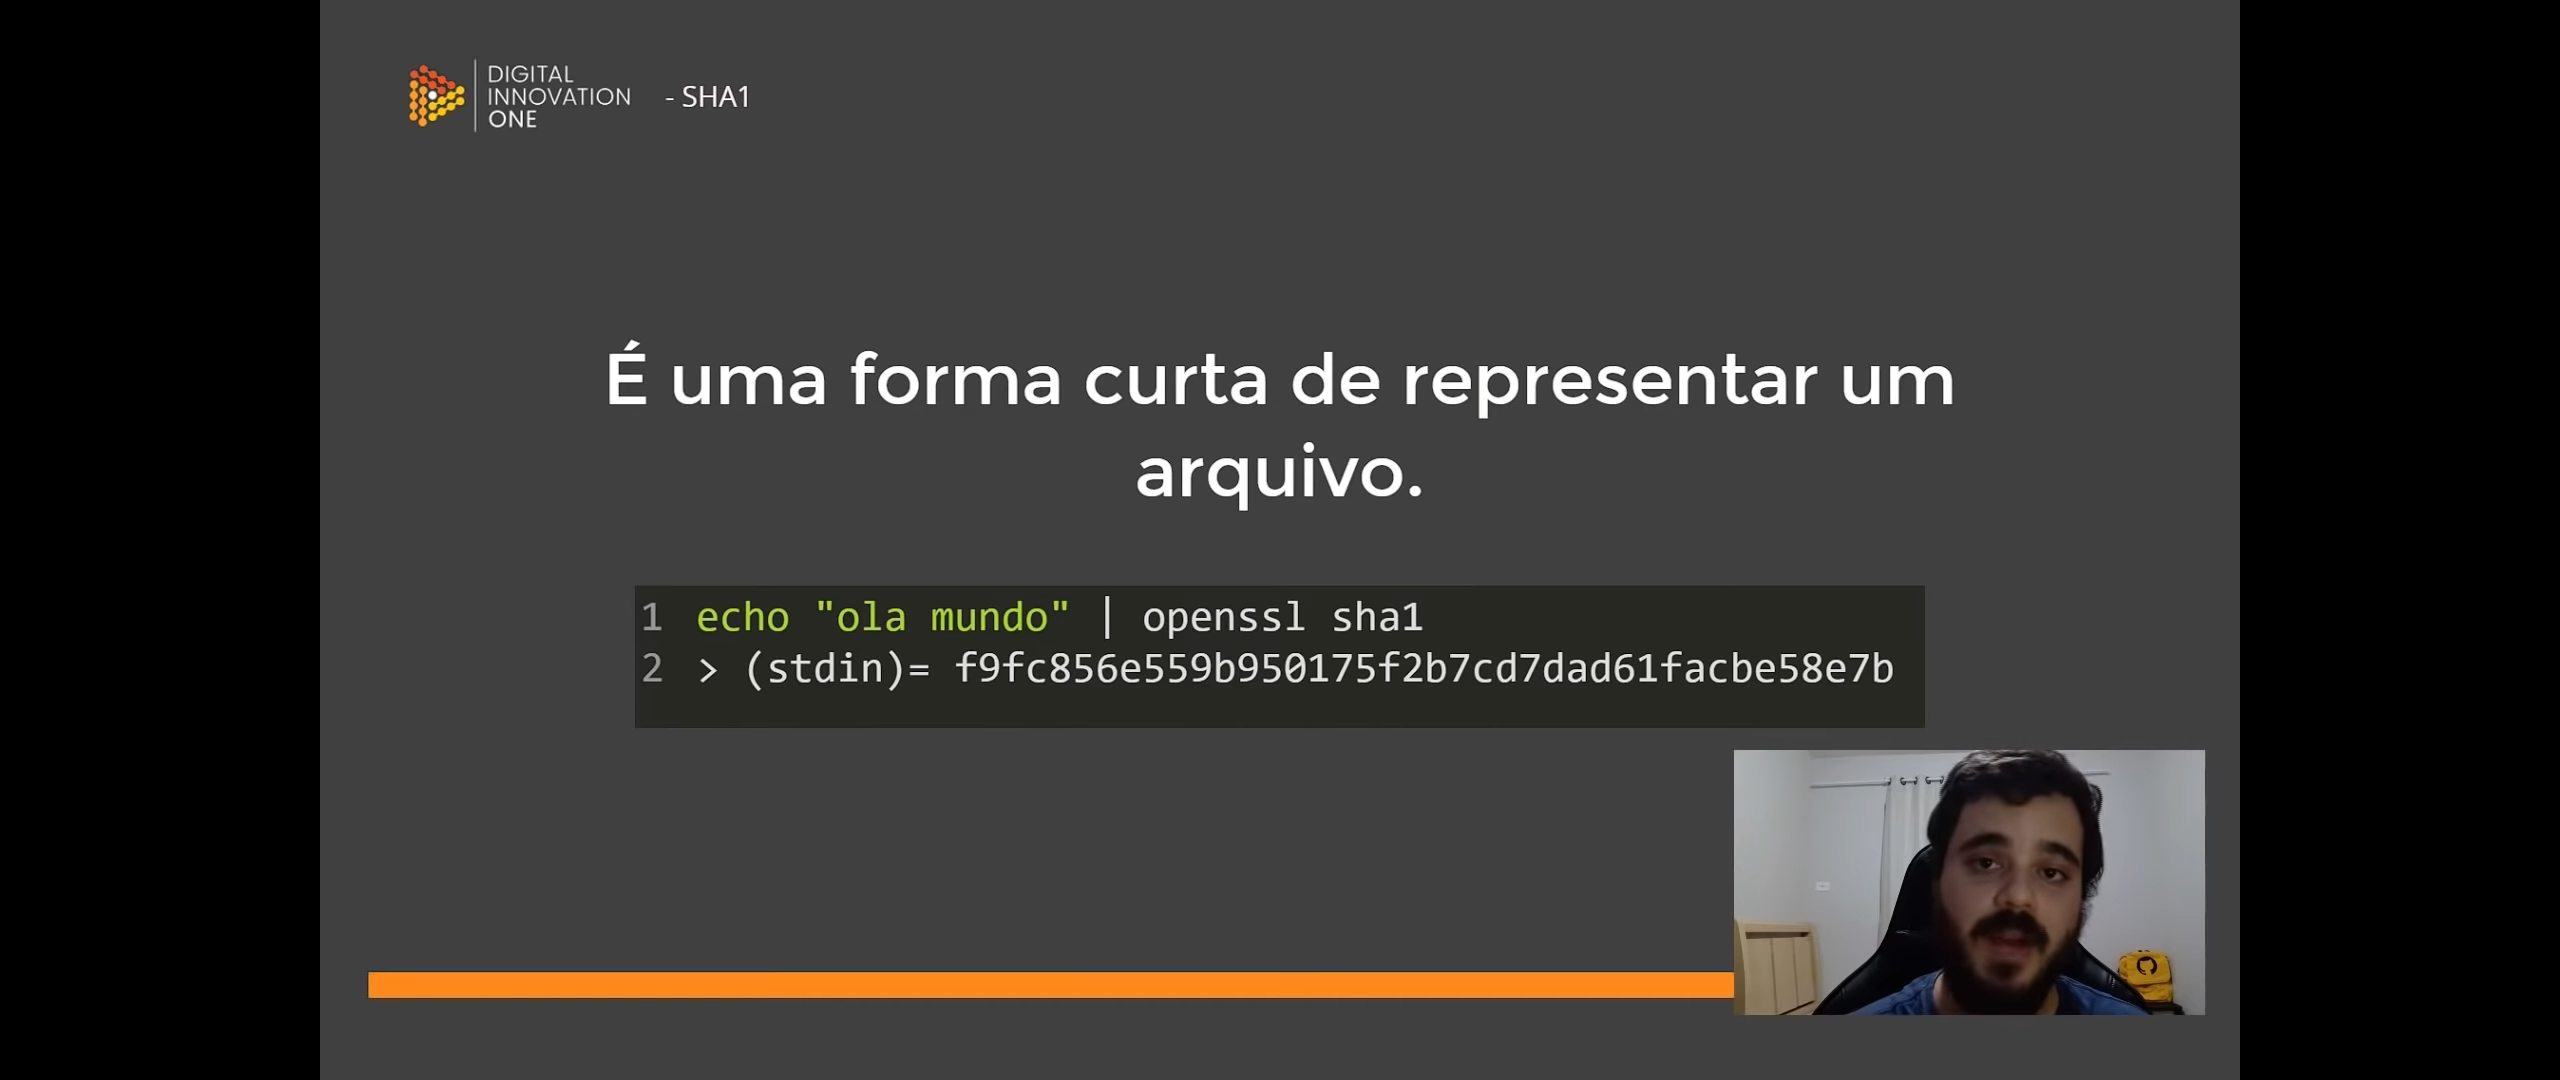 DIGITAL
INNOVATION
ONE
- SHA1
É uma forma curta de representar um
arquivo.
1 echo "ola mundo" | openssl sha1
2 > (stdin)= f9fc856e559b950175f2b7cd7dad61facbe58e7b